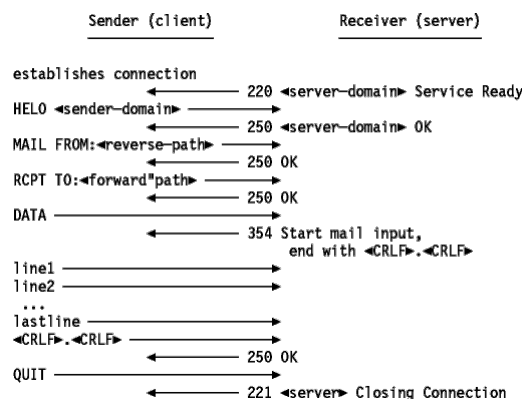 Sender (client) Receiver (server)
establishes connection
220 <server-domain> Service Ready
HELO <sender-domain>
250 <server-domain> OK
MAIL FROM:<reverse-path>
250 OK
RCPT TO:<forward"path>
250 OK
DATA
354 Start mail input,
end with <CRLF>.<CRLF>
line1
line2
...
lastline
<CRLF>.<CRLF>
250 OK
QUIT
221 <server> Closing Connection